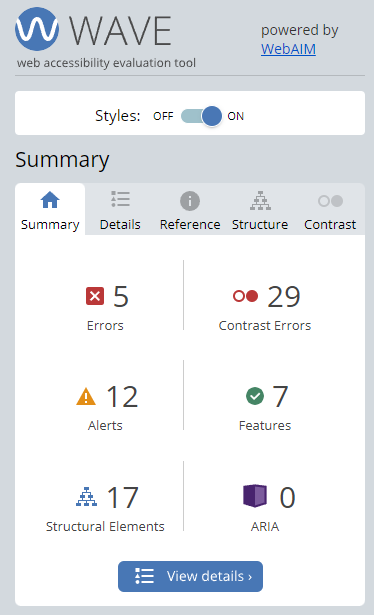 WAVE
web accessibility evaluation tool
powered by
WebAIM
Styles: OFF ON
Summary
Summary Details Reference Structure Contrast
5 29
Errors Contrast Errors
12 7
Alerts Features
17 0
Structural Elements ARIA
View details ›